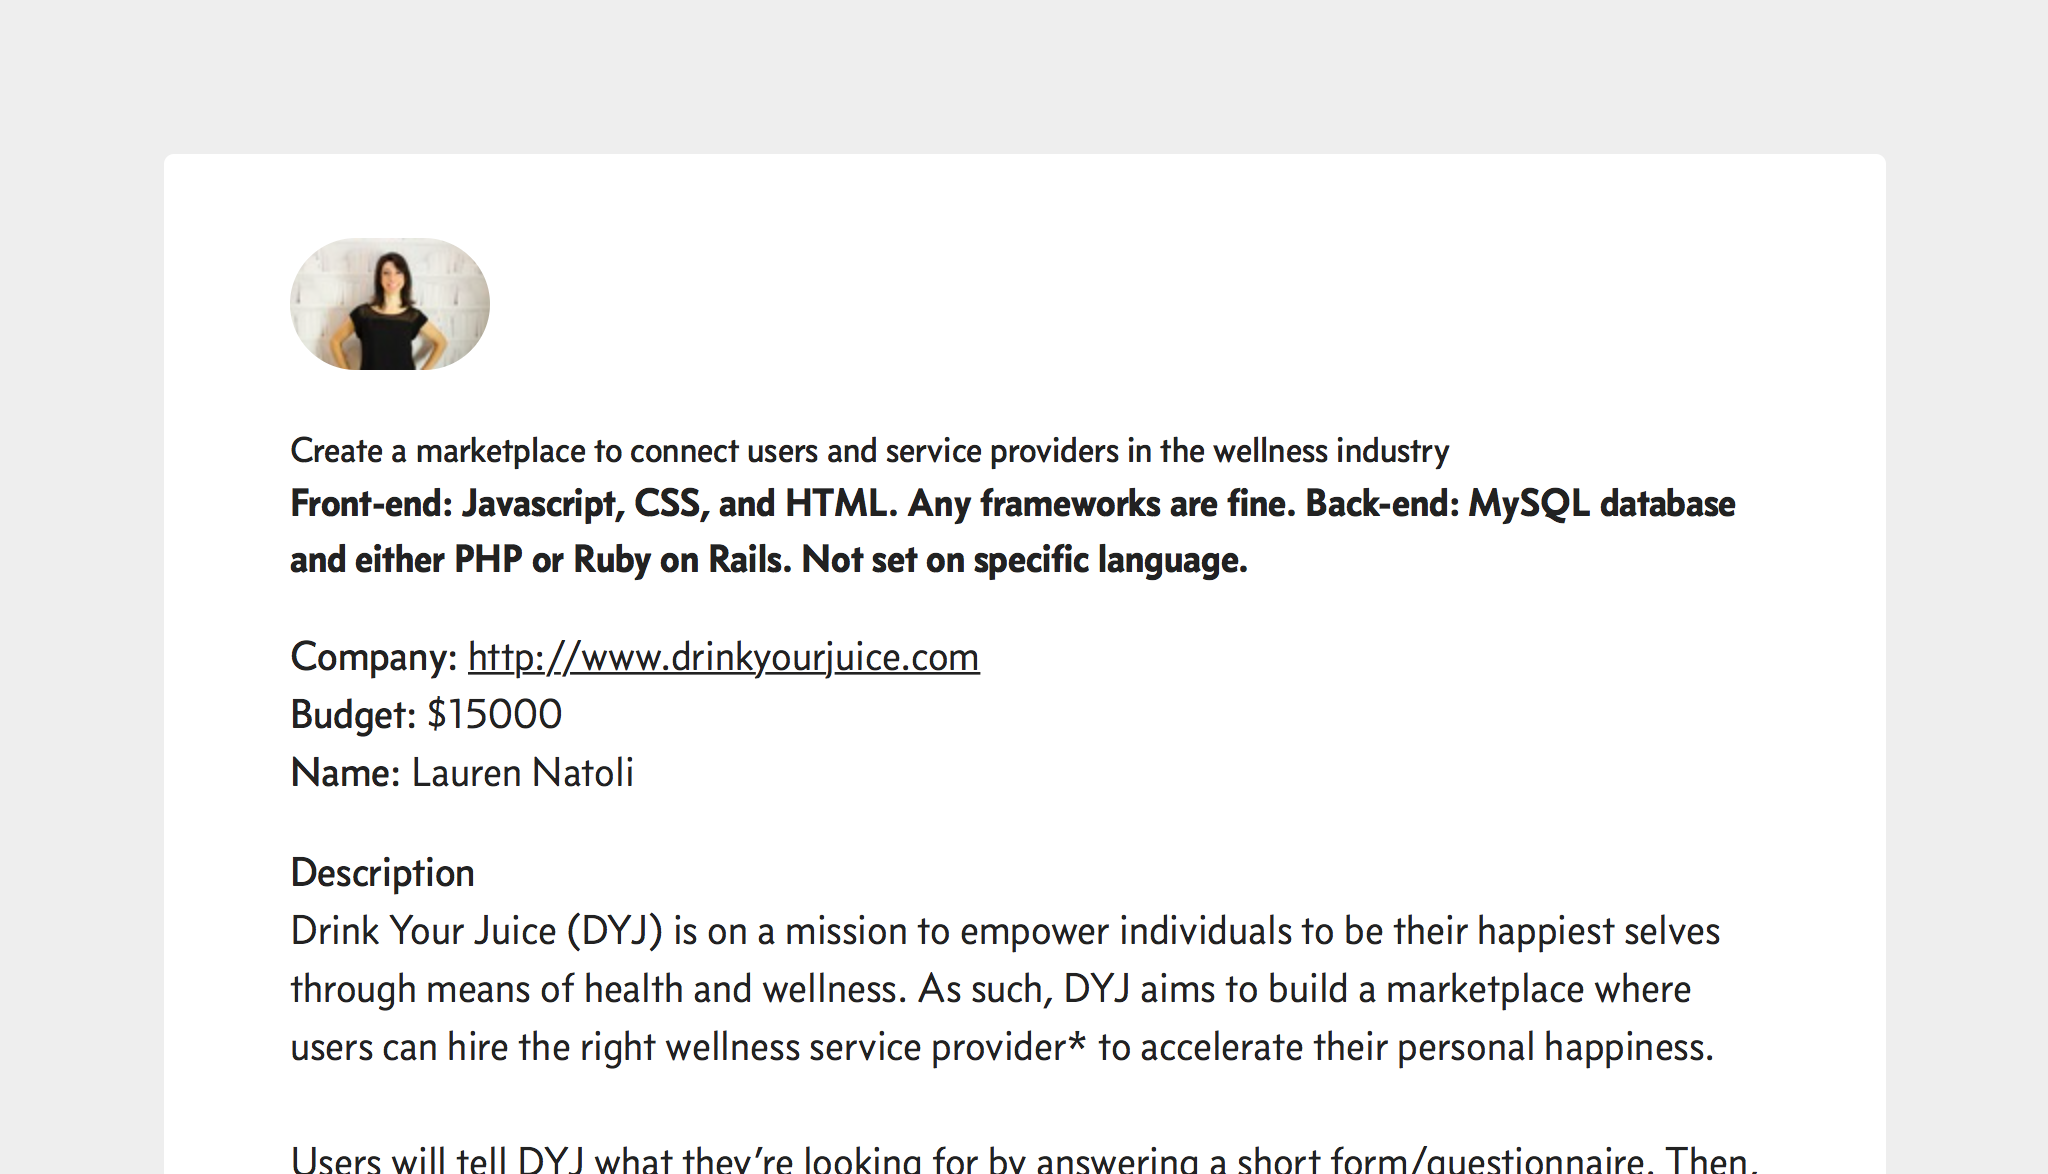 Create a marketplace to connect users and service providers in the wellness industry
Front-end: Javascript, CSS, and HTML. Any frameworks are fine. Back-end: MySQL database
and either PHP or Ruby on Rails. Not set on specific language.
Company: http://www.drinkyourjuice.com
Budget: $15000
Name: Lauren Natoli
Description
Drink Your Juice (DYJ) is on a mission to empower individuals to be their happiest selves
through means of health and wellness. As such, DYJ aims to build a marketplace where
users can hire the right wellness service provider* to accelerate their personal happiness.
Users will tell DYJ what they're looking for by answering a short form/questionnaire. Then,